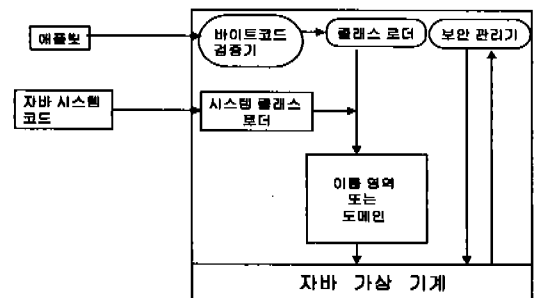 애플릿
바이트코드
검증기
클래스 로더
보안 관리기
자바 시스템
코드
시스템 클래스
로더
이름 영역
또는
도메인
자바 가상 기계